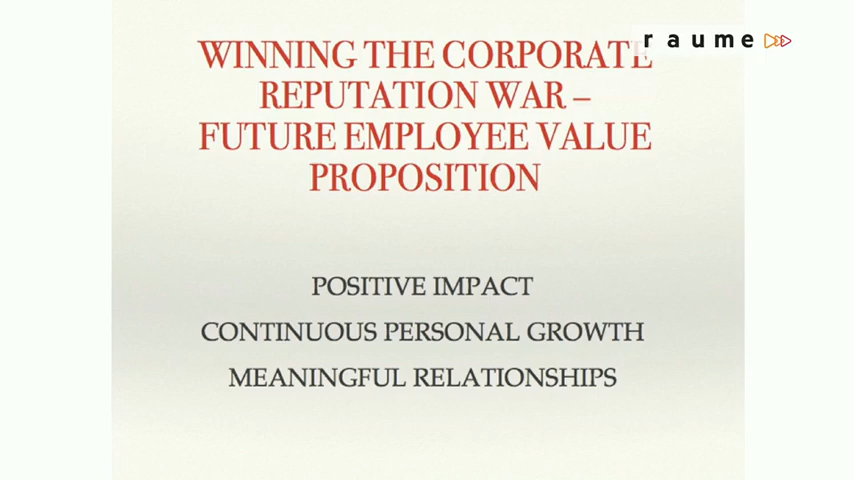 raume
WINNING THE CORPORATE
REPUTATION WAR –
FUTURE EMPLOYEE VALUE
PROPOSITION
POSITIVE IMPACT
CONTINUOUS PERSONAL GROWTH
MEANINGFUL RELATIONSHIPS